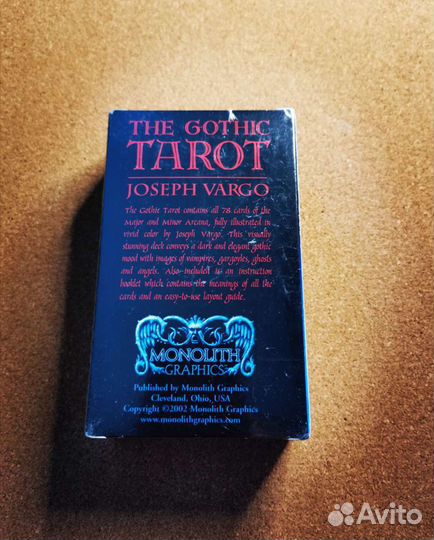 THE GOTHIC
TAROT
JOSEPH VARGO
The Gothic Tarot contains all 78 cards of the
Major and Minor Arcana, fully illustrated in
vivid color by Joseph Vargo. This visually
stunning deck conveys a dark and elegant gothic
mood with images of vampires, gargoyles, ghosts
and angels. Also included is an instruction
booklet which contains the meanings of all the
cards and an easy-to-use layout guide.
MONOLITH
GRAPHICS
Published by Monolith Graphics
Cleveland, Ohio, USA
Copyright ©2002 Monolith Graphics
www.monolithgraphics.com
Avito